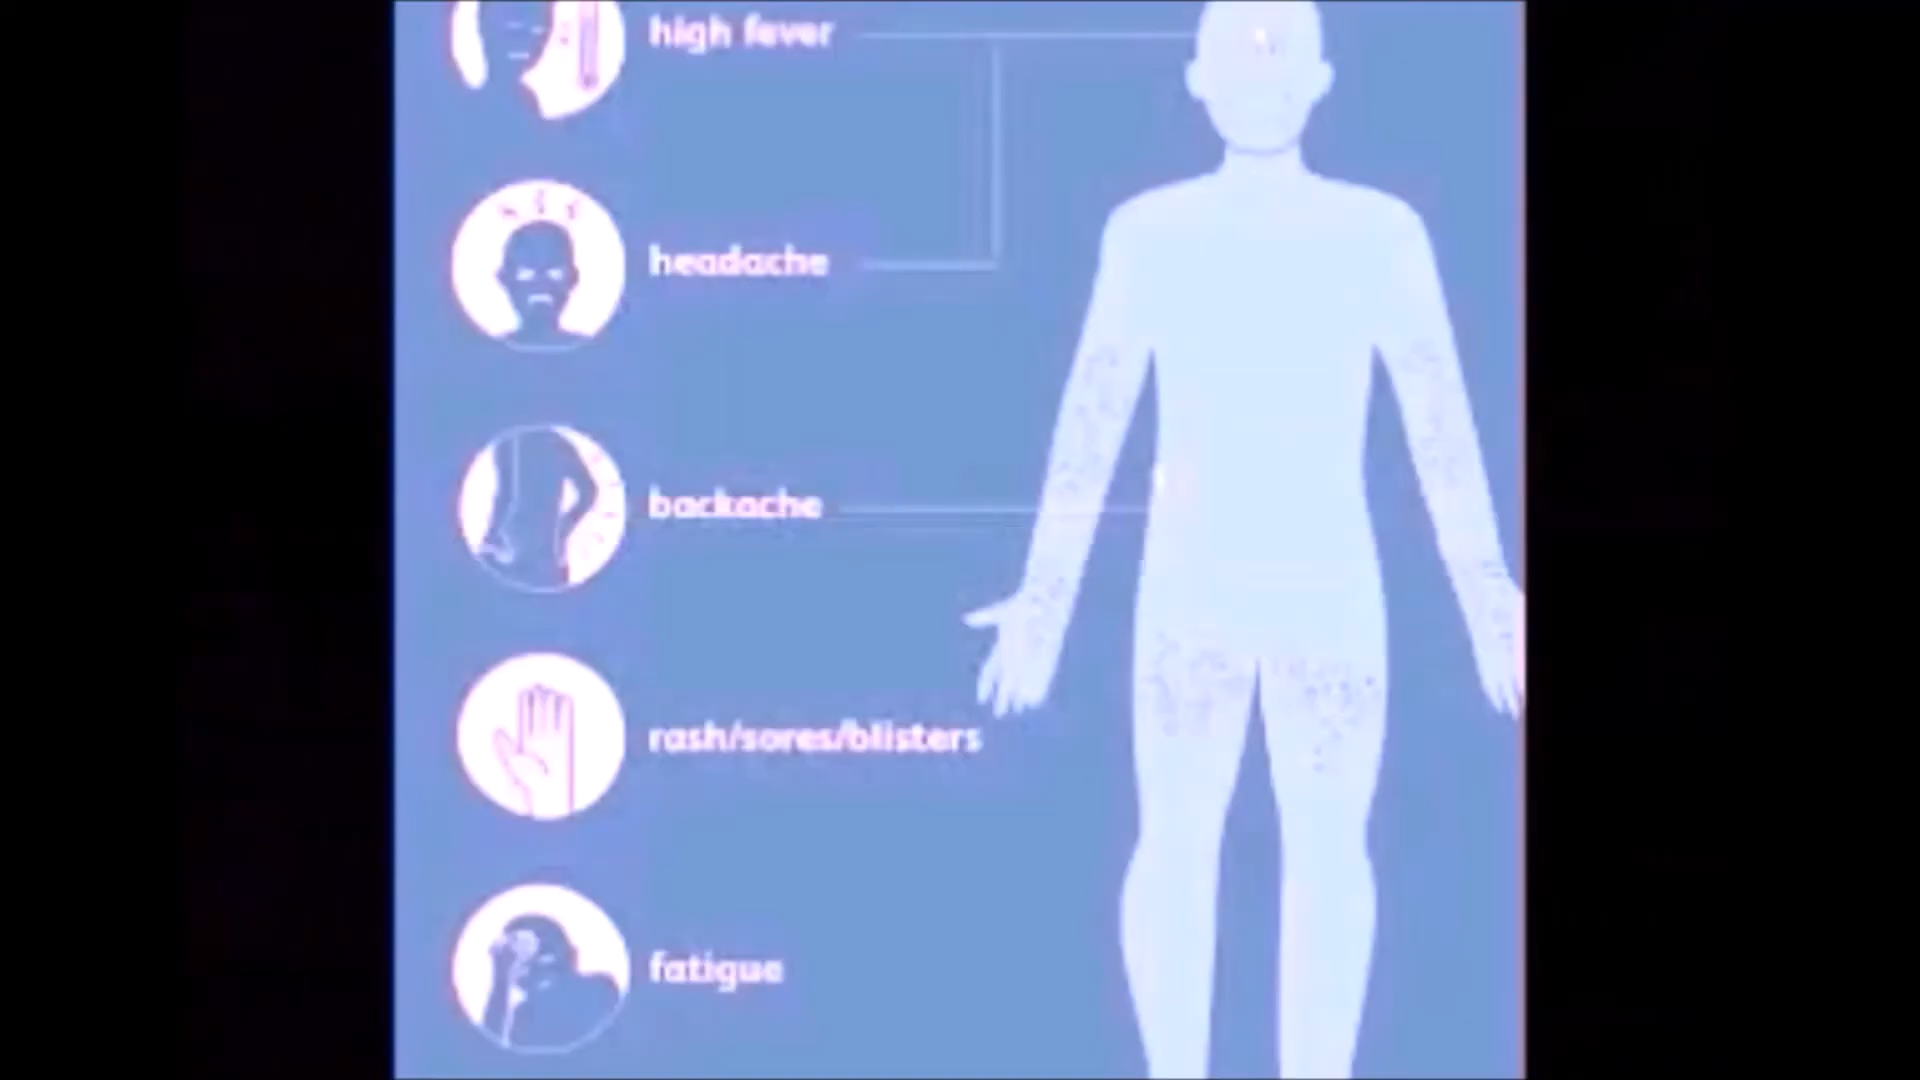 high fever
headache
backache
rash/sores/blisters
fatigue